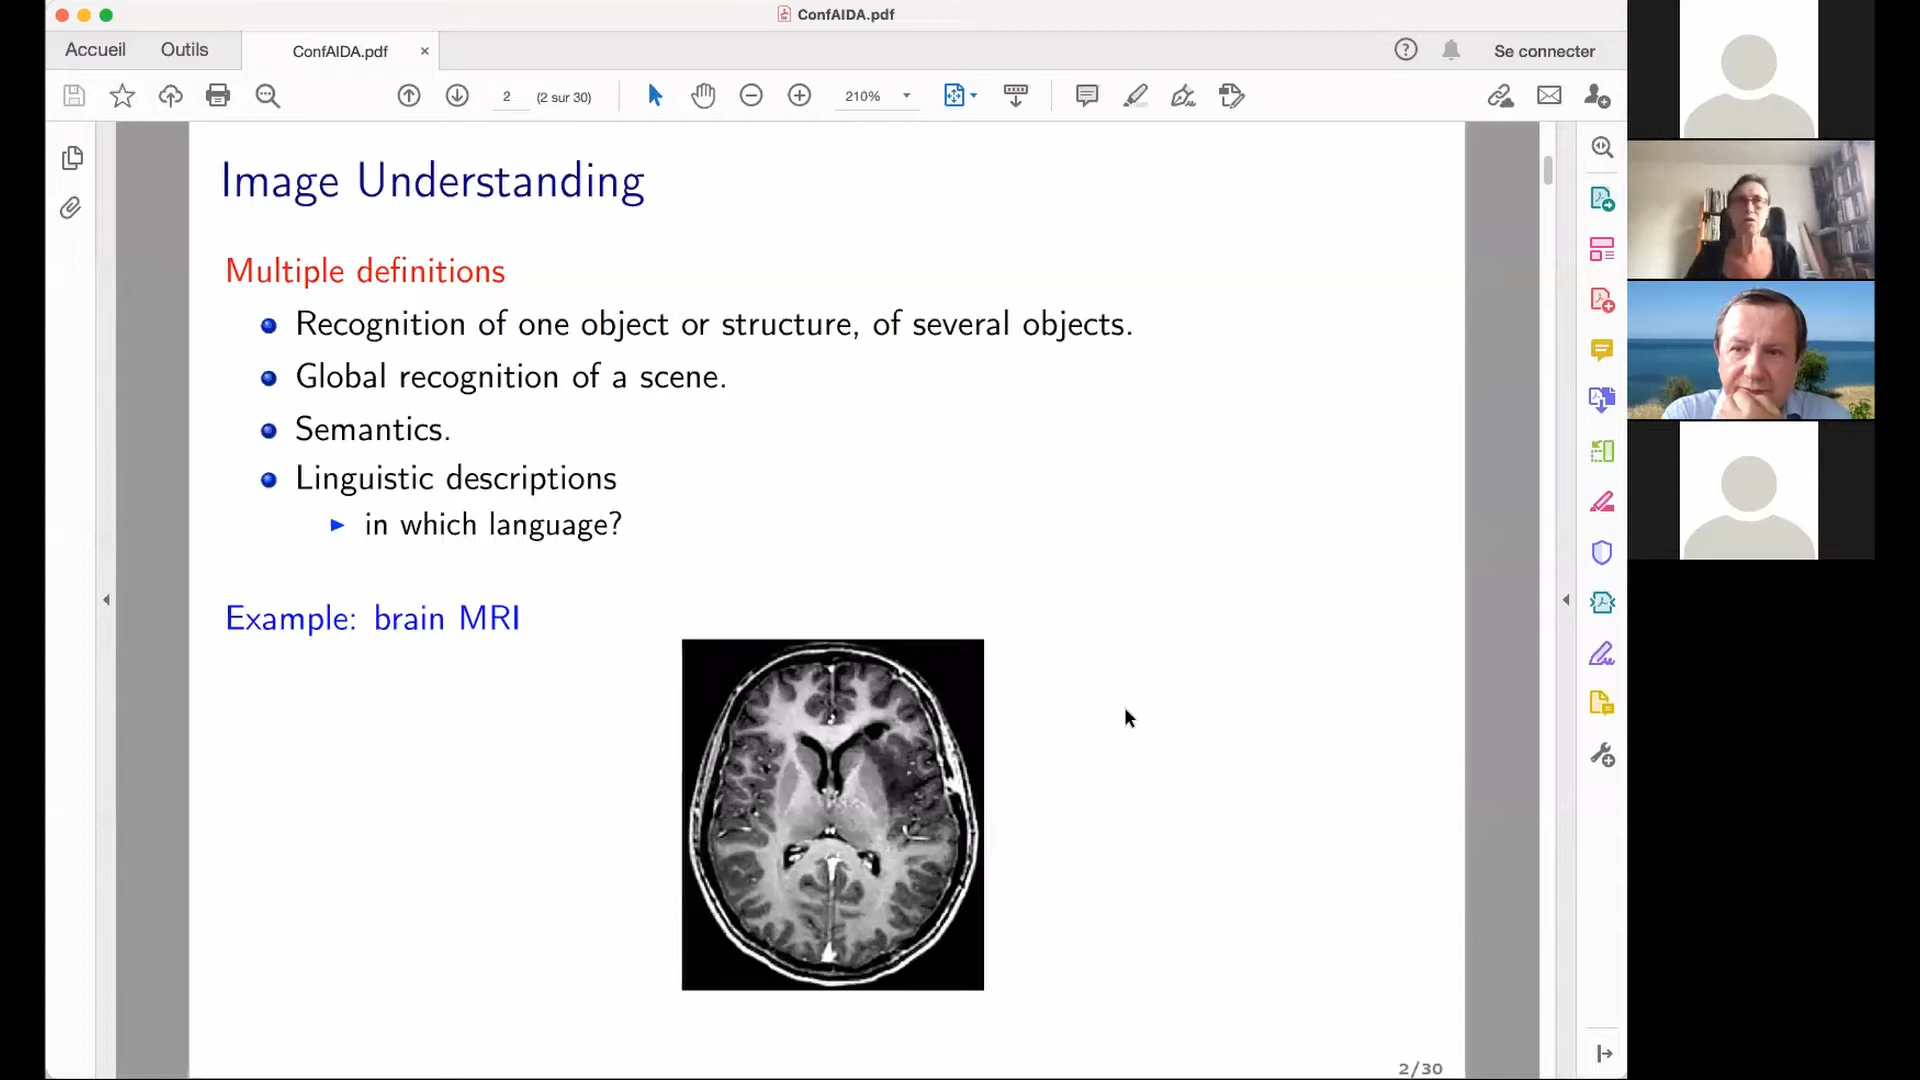 ConfAIDA.pdf
Accueil Outils ConfAIDA.pdf × Se connecter
2 (2 sur 30) 210%
Image Understanding
Multiple definitions
Recognition of one object or structure, of several objects.
Global recognition of a scene.
Semantics.
Linguistic descriptions
in which language?
Example: brain MRI
2/30